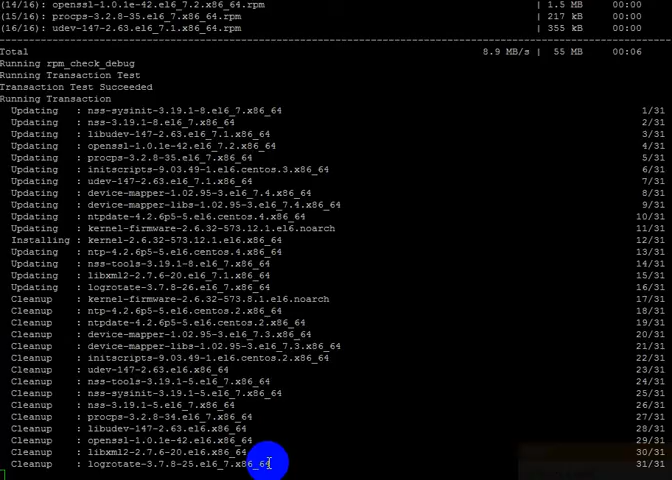 (14/16): openssl-1.0.1e-42.el6_7.2.x86_64.rpm | 1.5 MB 00:00
(15/16): procps-3.2.8-35.el6_7.x86_64.rpm | 217 kB 00:00
(16/16): udev-147-2.63.el6_7.1.x86_64.rpm | 355 kB 00:00
Total 8.9 MB/s | 55 MB 00:06
Running rpm_check_debug
Running Transaction Test
Transaction Test Succeeded
Running Transaction
Updating : nss-sysinit-3.19.1-8.el6_7.x86_64 1/31
Updating : nss-3.19.1-8.el6_7.x86_64 2/31
Updating : libudev-147-2.63.el6_7.1.x86_64 3/31
Updating : openssl-1.0.1e-42.el6_7.2.x86_64 4/31
Updating : procps-3.2.8-35.el6_7.x86_64 5/31
Updating : initscripts-9.03.49-1.el6.centos.3.x86_64 6/31
Updating : udev-147-2.63.el6_7.1.x86_64 7/31
Updating : device-mapper-1.02.95-3.el6_7.4.x86_64 8/31
Updating : device-mapper-libs-1.02.95-3.el6_7.4.x86_64 9/31
Updating : ntpdate-4.2.6p5-5.el6.centos.4.x86_64 10/31
Updating : kernel-firmware-2.6.32-573.12.1.el6.noarch 11/31
Installing : kernel-2.6.32-573.12.1.el6.x86_64 12/31
Updating : ntp-4.2.6p5-5.el6.centos.4.x86_64 13/31
Updating : nss-tools-3.19.1-8.el6_7.x86_64 14/31
Updating : libxml2-2.7.6-20.el6_7.1.x86_64 15/31
Updating : logrotate-3.7.8-26.el6_7.x86_64 16/31
Cleanup : kernel-firmware-2.6.32-573.8.1.el6.noarch 17/31
Cleanup : ntp-4.2.6p5-5.el6.centos.2.x86_64 18/31
Cleanup : ntpdate-4.2.6p5-5.el6.centos.2.x86_64 19/31
Cleanup : device-mapper-1.02.95-3.el6_7.3.x86_64 20/31
Cleanup : device-mapper-libs-1.02.95-3.el6_7.3.x86_64 21/31
Cleanup : initscripts-9.03.49-1.el6.centos.2.x86_64 22/31
Cleanup : udev-147-2.63.el6.x86_64 23/31
Cleanup : nss-tools-3.19.1-5.el6_7.x86_64 24/31
Cleanup : nss-sysinit-3.19.1-5.el6_7.x86_64 25/31
Cleanup : nss-3.19.1-5.el6_7.x86_64 26/31
Cleanup : procps-3.2.8-34.el6_7.x86_64 27/31
Cleanup : libudev-147-2.63.el6.x86_64 28/31
Cleanup : openssl-1.0.1e-42.el6_7.x86_64 29/31
Cleanup : libxml2-2.7.6-20.el6.x86_64 30/31
Cleanup : logrotate-3.7.8-25.el6_7.x86_64 31/31